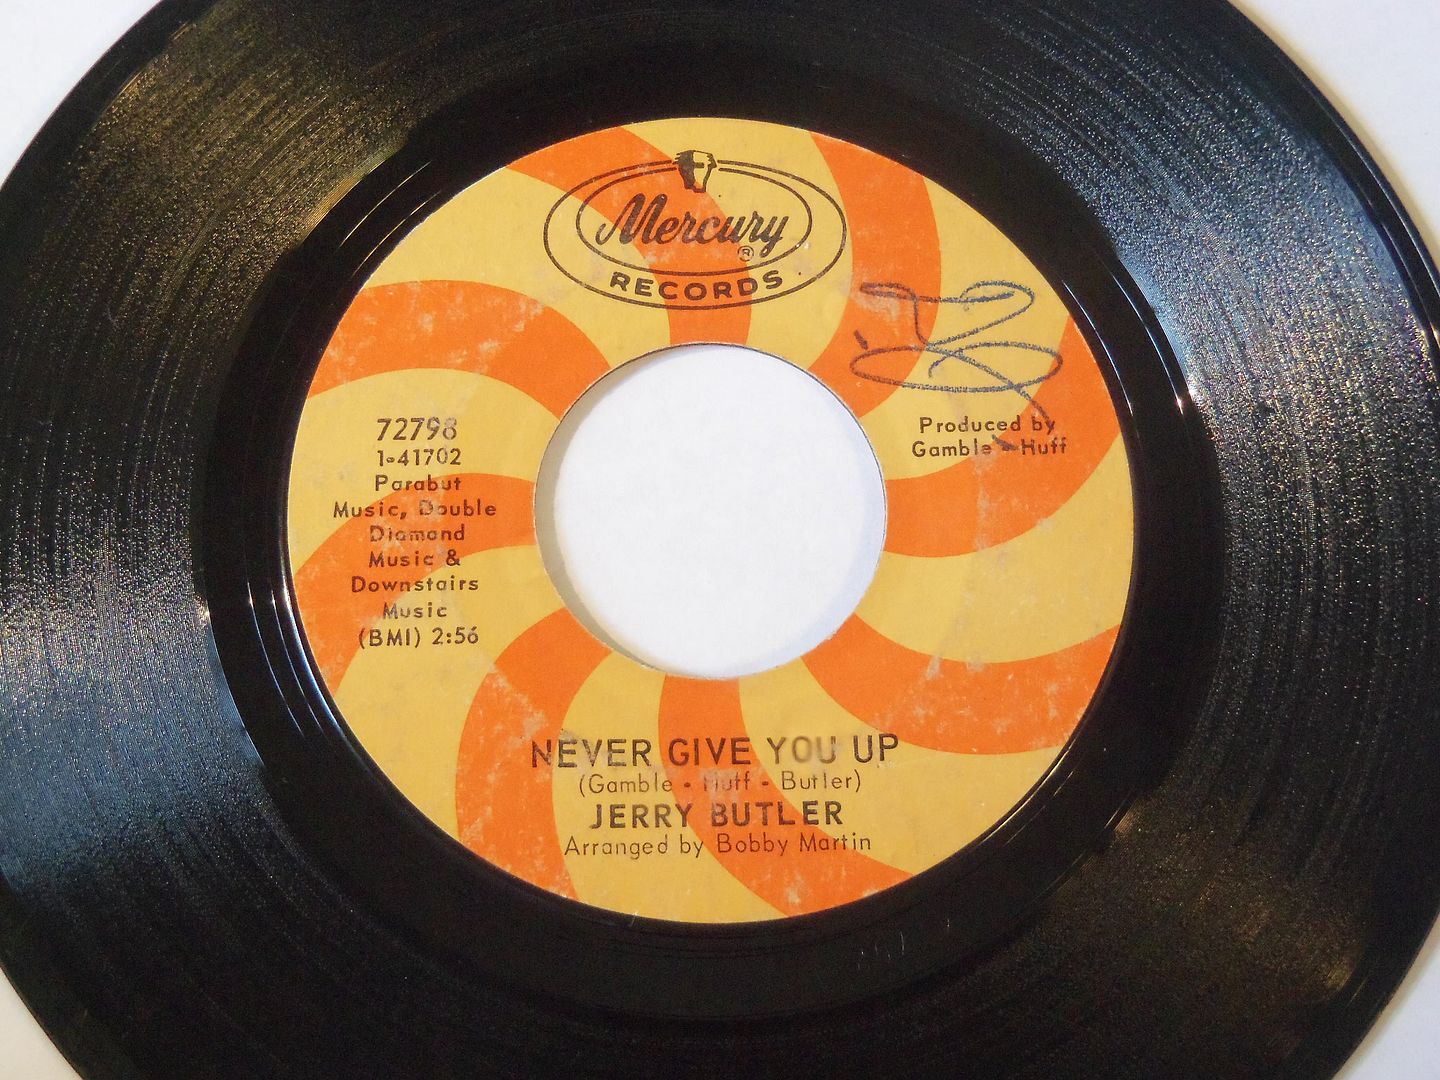 Mercury
®
RECORDS
72798
1-41702
Parabut
Music, Double
Diamond
Music &
Downstairs
Music
(BMI) 2:56
Produced by
Gamble - Huff
NEVER GIVE YOU UP
(Gamble - Huff - Butler)
JERRY BUTLER
Arranged by Bobby Martin